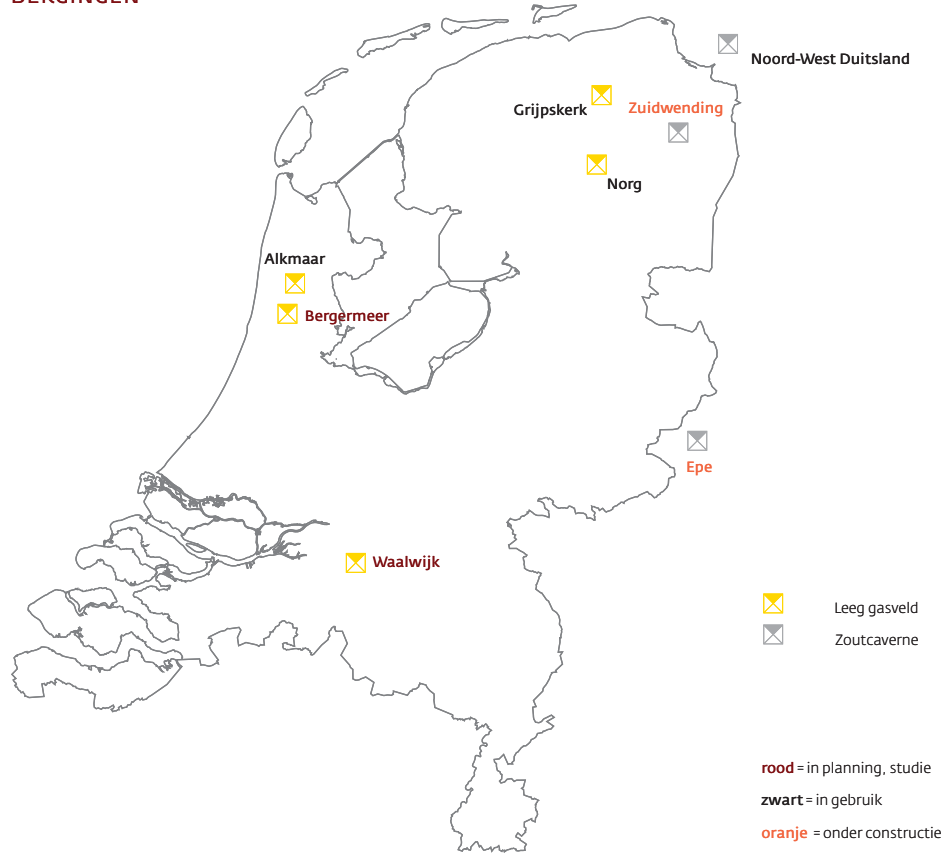 BERGINGEN
Noord-West Duitsland
Grijpskerk
Zuidwending
Norg
Alkmaar
Bergermeer
Epe
Waalwijk
Leeg gasveld
Zoutcaverne
rood = in planning, studie
zwart = in gebruik
oranje = onder constructie